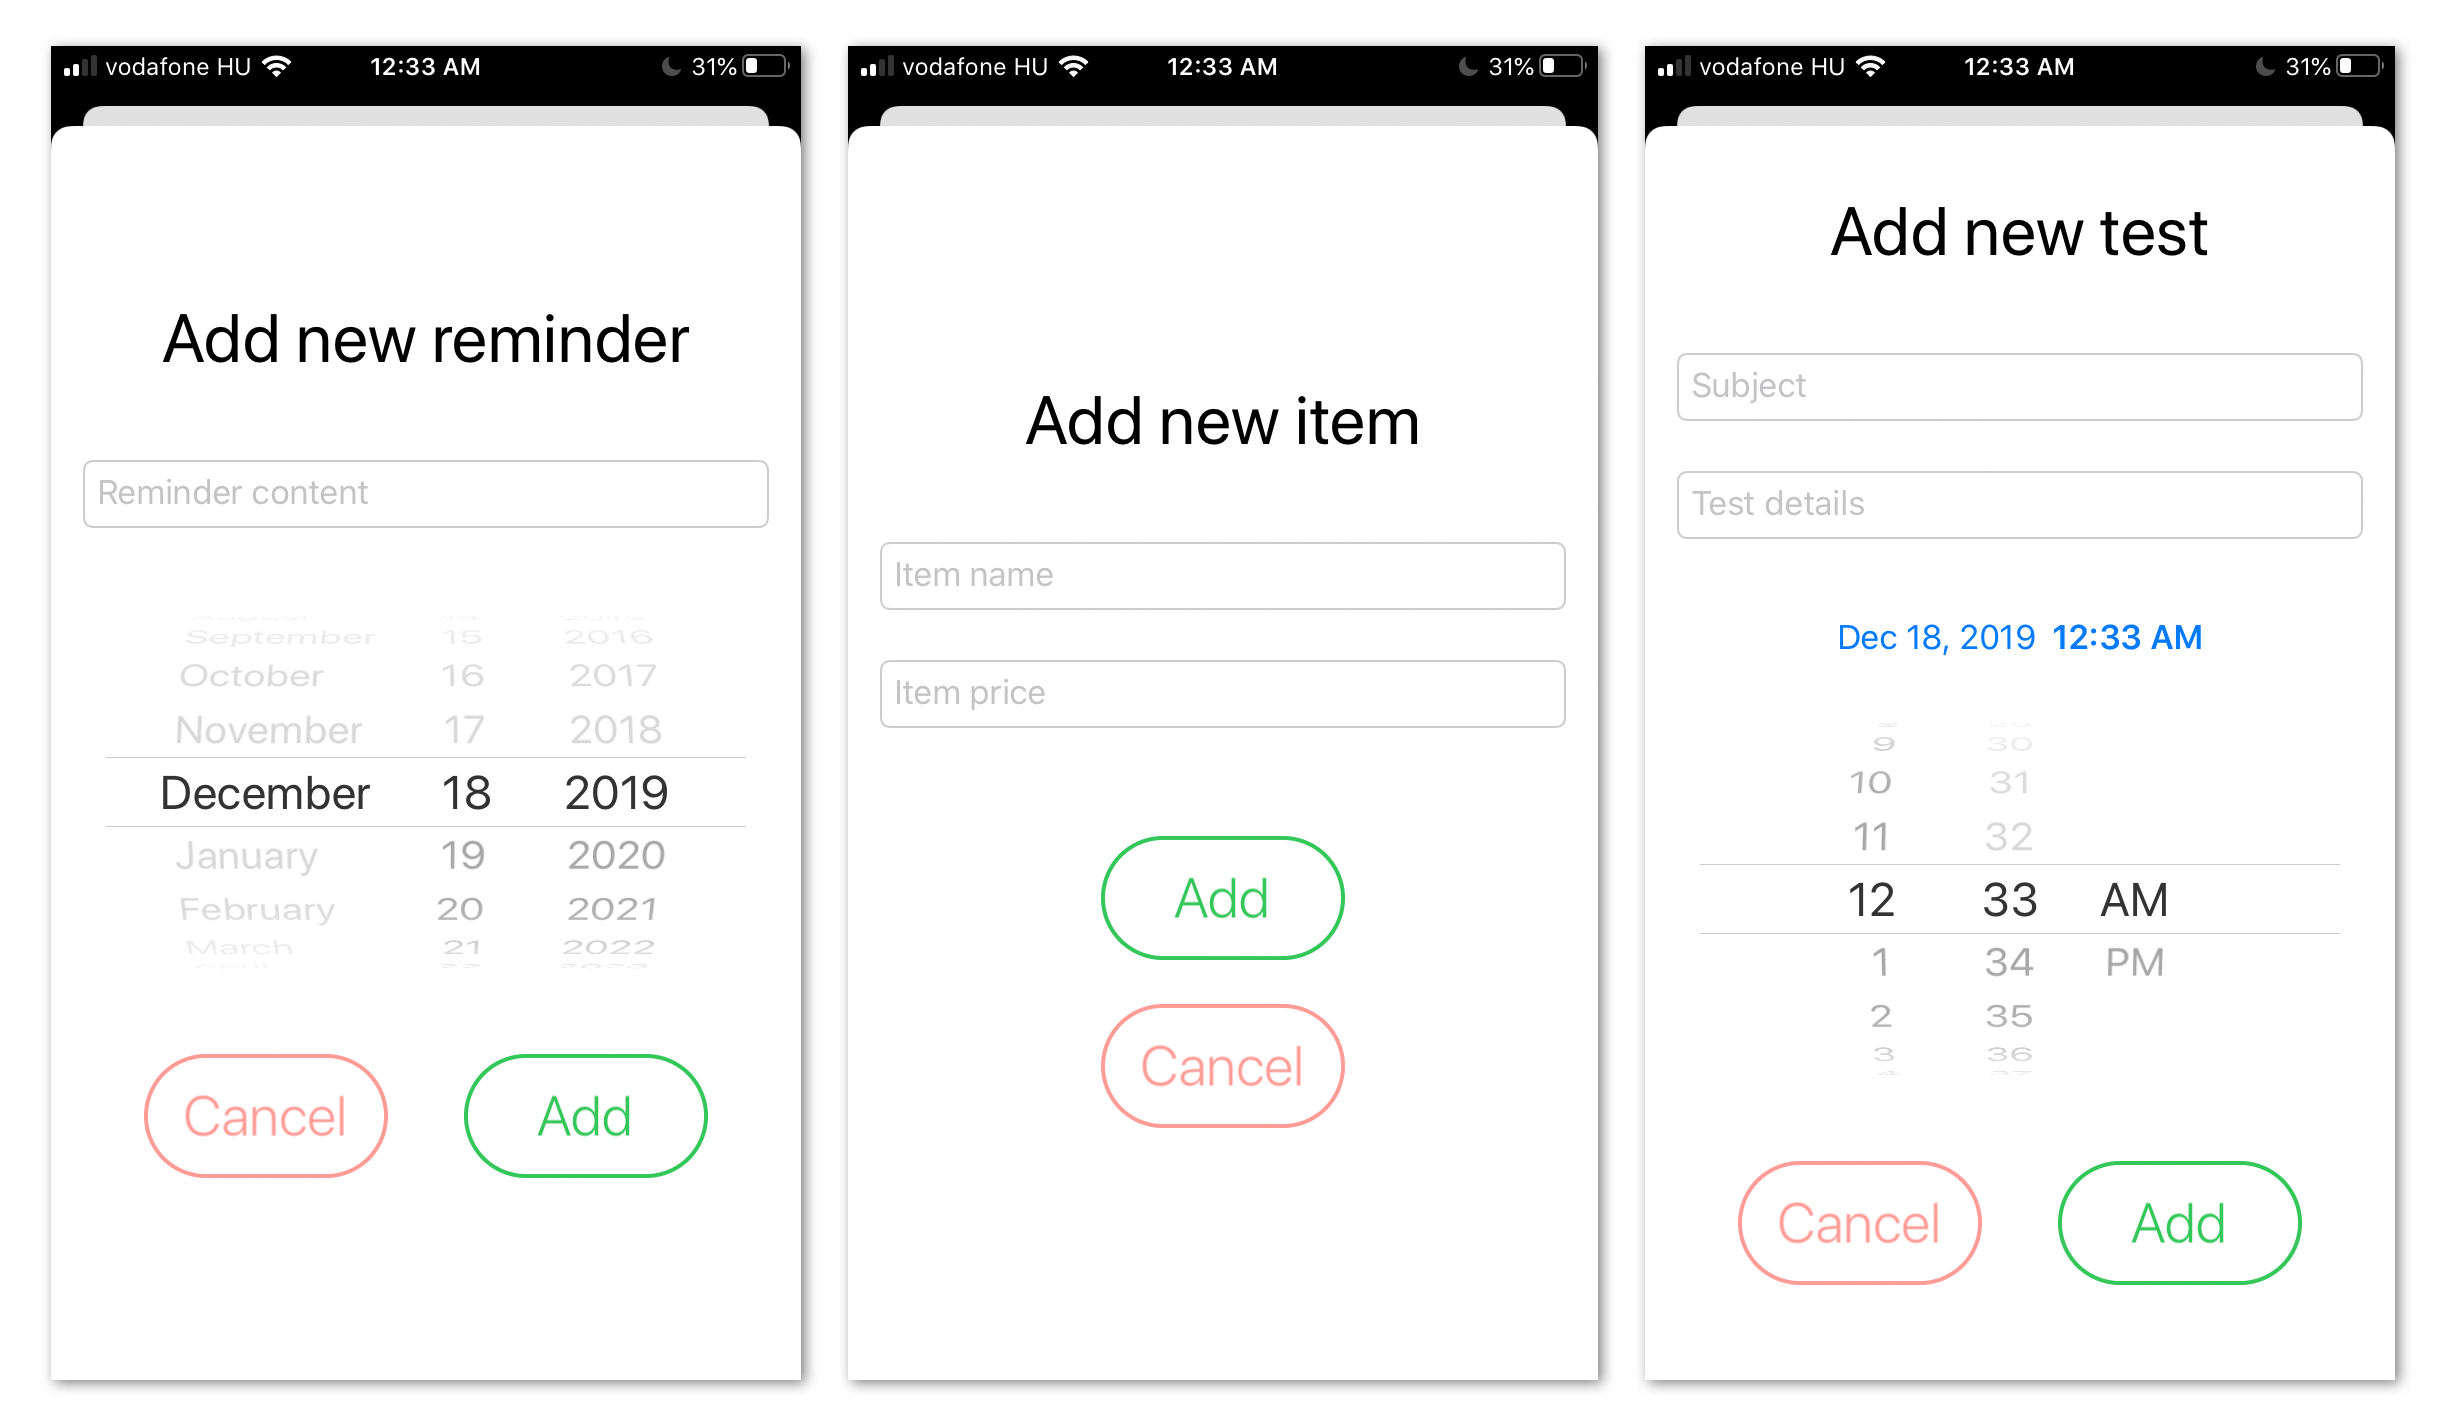 vodafone HU 12:33 AM 31%
Add new reminder
Reminder content
September 15 2016
October 16 2017
November 17 2018
December 18 2019
January 19 2020
February 20 2021
March 21 2022
Cancel Add
vodafone HU 12:33 AM 31%
Add new item
Item name
Item price
Add
Cancel
vodafone HU 12:33 AM 31%
Add new test
Subject
Test details
Dec 18, 2019 12:33 AM
9 30
10 31
11 32
12 33 AM
1 34 PM
2 35
3 36
Cancel Add